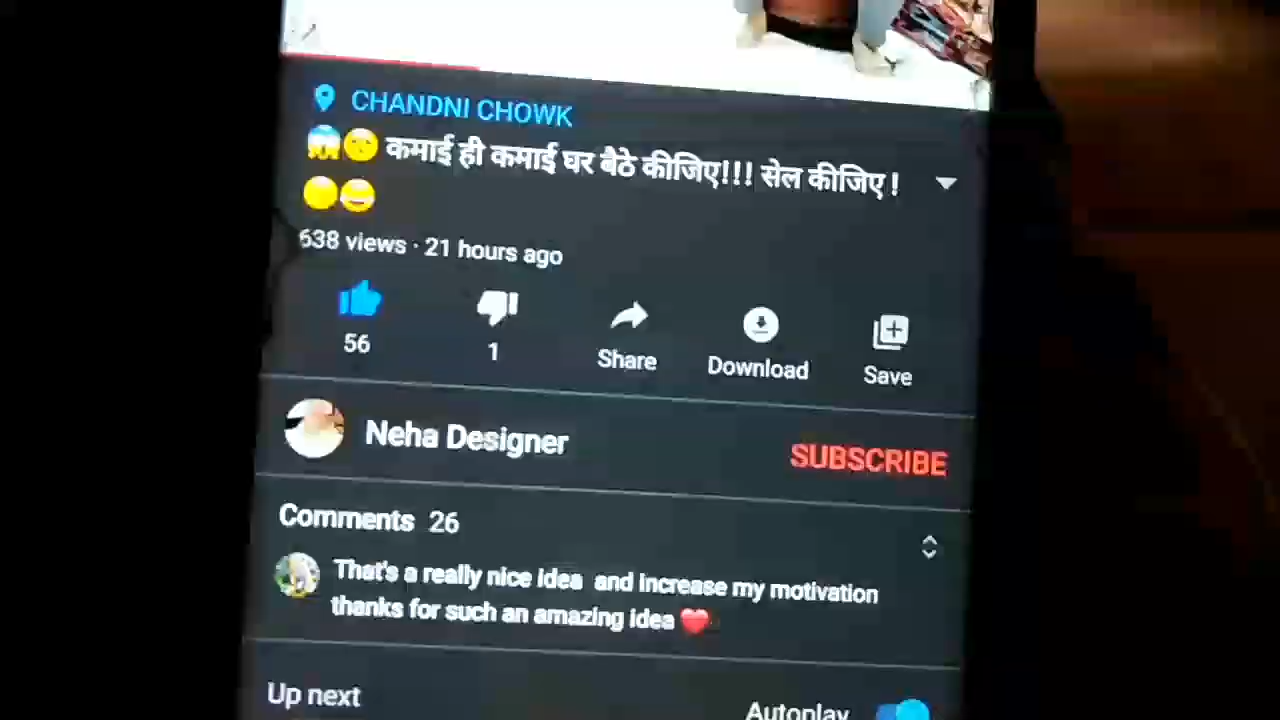 CHANDNI CHOWK
😱😟 कमाई ही कमाई घर बैठे कीजिए!!! सेल कीजिए !
638 views · 21 hours ago
56
1
Share
Download
Save
Neha Designer
SUBSCRIBE
Comments 26
That's a really nice idea and increase my motivation
thanks for such an amazing idea ❤️
Up next
Autoplay